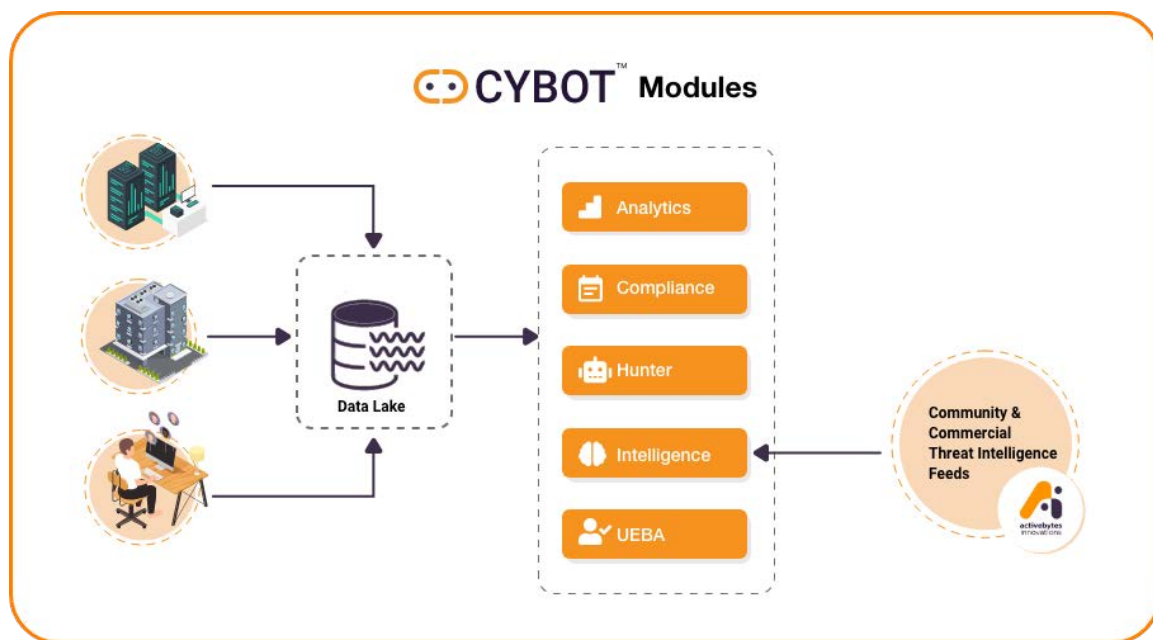 CYBOT™ Modules
Analytics
Compliance
Hunter
Intelligence
UEBA
Data Lake
Community &
Commercial
Threat Intelligence
Feeds
activebytes
innovations